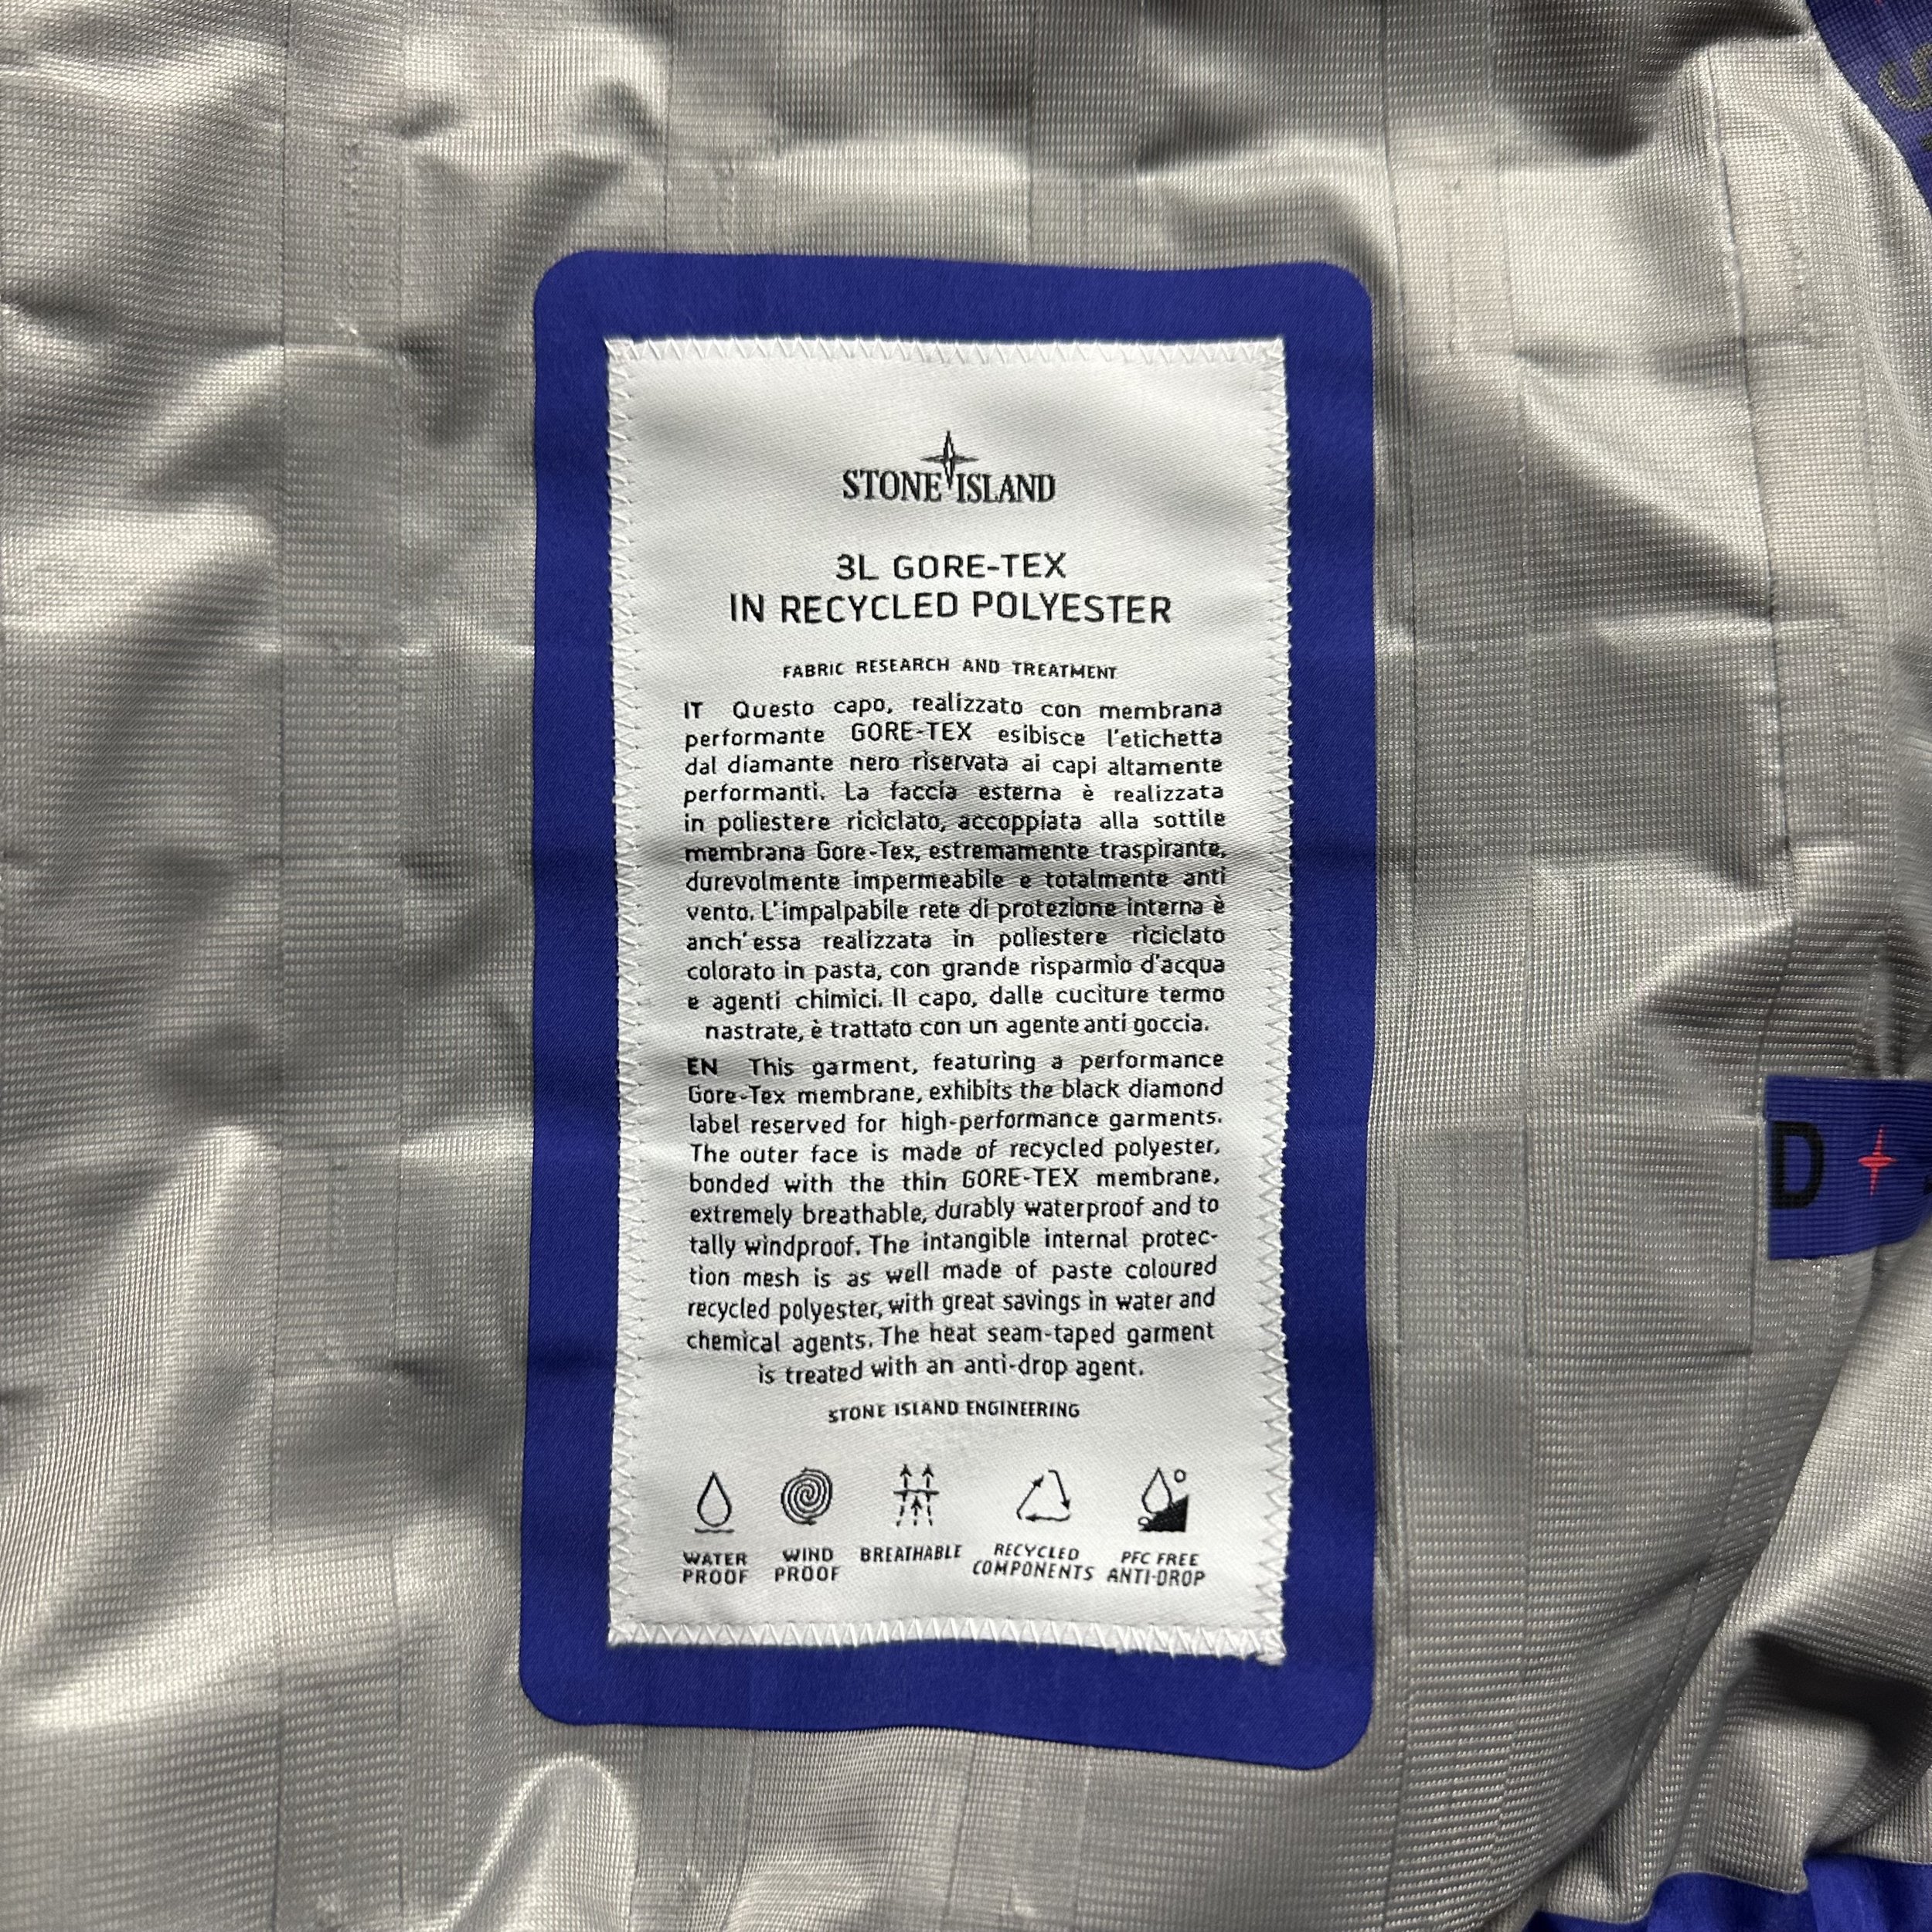 STONE ISLAND
3L GORE-TEX
IN RECYCLED POLYESTER
FABRIC RESEARCH AND TREATMENT
IT Questo capo, realizzato con membrana
performante GORE-TEX esibisce l'etichetta
dal diamante nero riservata ai capi altamente
performanti. La faccia esterna è realizzata
in poliestere riciclato, accoppiata alla sottile
membrana Gore-Tex, estremamente traspirante,
durevolmente impermeabile e totalmente anti
vento. L'impalpabile rete di protezione interna è
anch'essa realizzata in poliestere riciclato
colorato in pasta, con grande risparmio d'acqua
e agenti chimici. Il capo, dalle cuciture termo
nastrate, è trattato con un agente anti goccia.
EN This garment, featuring a performance
Gore-Tex membrane, exhibits the black diamond
label reserved for high-performance garments.
The outer face is made of recycled polyester,
bonded with the thin GORE-TEX membrane,
extremely breathable, durably waterproof and to
tally windproof. The intangible internal protec-
tion mesh is as well made of paste coloured
recycled polyester, with great savings in water and
chemical agents. The heat seam-taped garment
is treated with an anti-drop agent.
STONE ISLAND ENGINEERING
WATER PROOF
WIND PROOF
BREATHABLE
RECYCLED COMPONENTS
PFC FREE ANTI-DROP
D